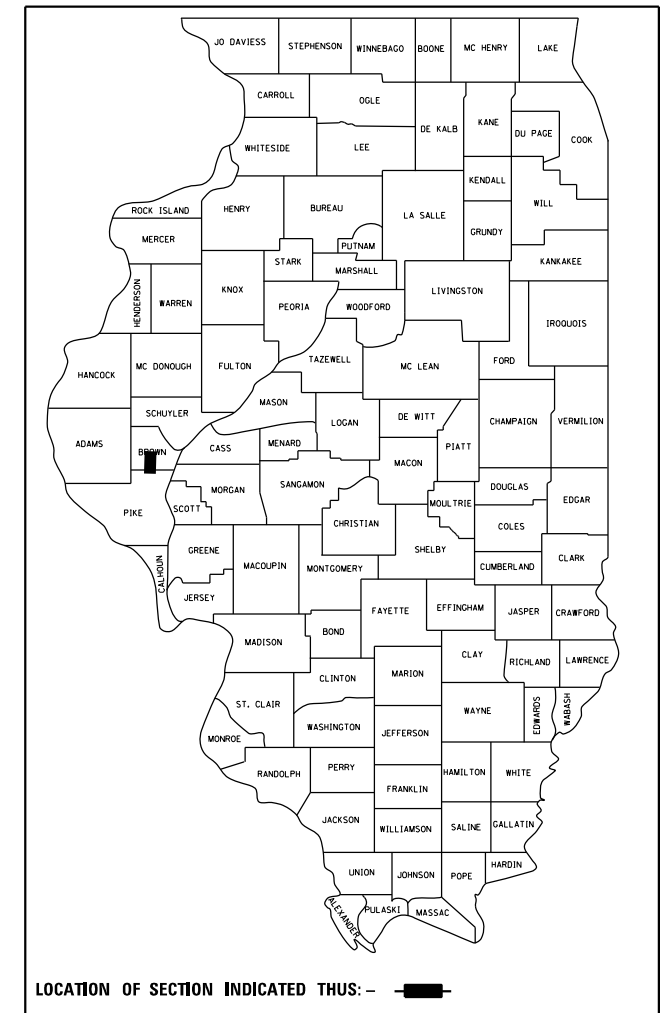 JO DAVIESS STEPHENSON WINNEBAGO BOONE MC HENRY LAKE
CARROLL OGLE
DE KALB KANE DU PAGE COOK
WHITESIDE LEE
KENDALL
ROCK ISLAND HENRY BUREAU LA SALLE WILL
MERCER PUTNAM GRUNDY
STARK MARSHALL KANKAKEE
HENDERSON WARREN KNOX PEORIA WOODFORD LIVINGSTON IROQUOIS
HANCOCK MC DONOUGH FULTON TAZEWELL MC LEAN FORD
SCHUYLER MASON
ADAMS LOGAN DE WITT CHAMPAIGN VERMILION
BROWN CASS MENARD PIATT
MACON
PIKE SCOTT MORGAN SANGAMON MOULTRIE DOUGLAS EDGAR
CHRISTIAN COLES
GREENE MACOUPIN MONTGOMERY SHELBY CLARK
CALHOUN CUMBERLAND
JERSEY FAYETTE EFFINGHAM JASPER CRAWFORD
MADISON BOND
CLAY RICHLAND LAWRENCE
CLINTON MARION
ST. CLAIR WAYNE EDWARDS WABASH
WASHINGTON JEFFERSON
MONROE
RANDOLPH PERRY HAMILTON WHITE
FRANKLIN
JACKSON WILLIAMSON SALINE GALLATIN
UNION JOHNSON POPE HARDIN
ALEXANDER PULASKI MASSAC
LOCATION OF SECTION INDICATED THUS: –